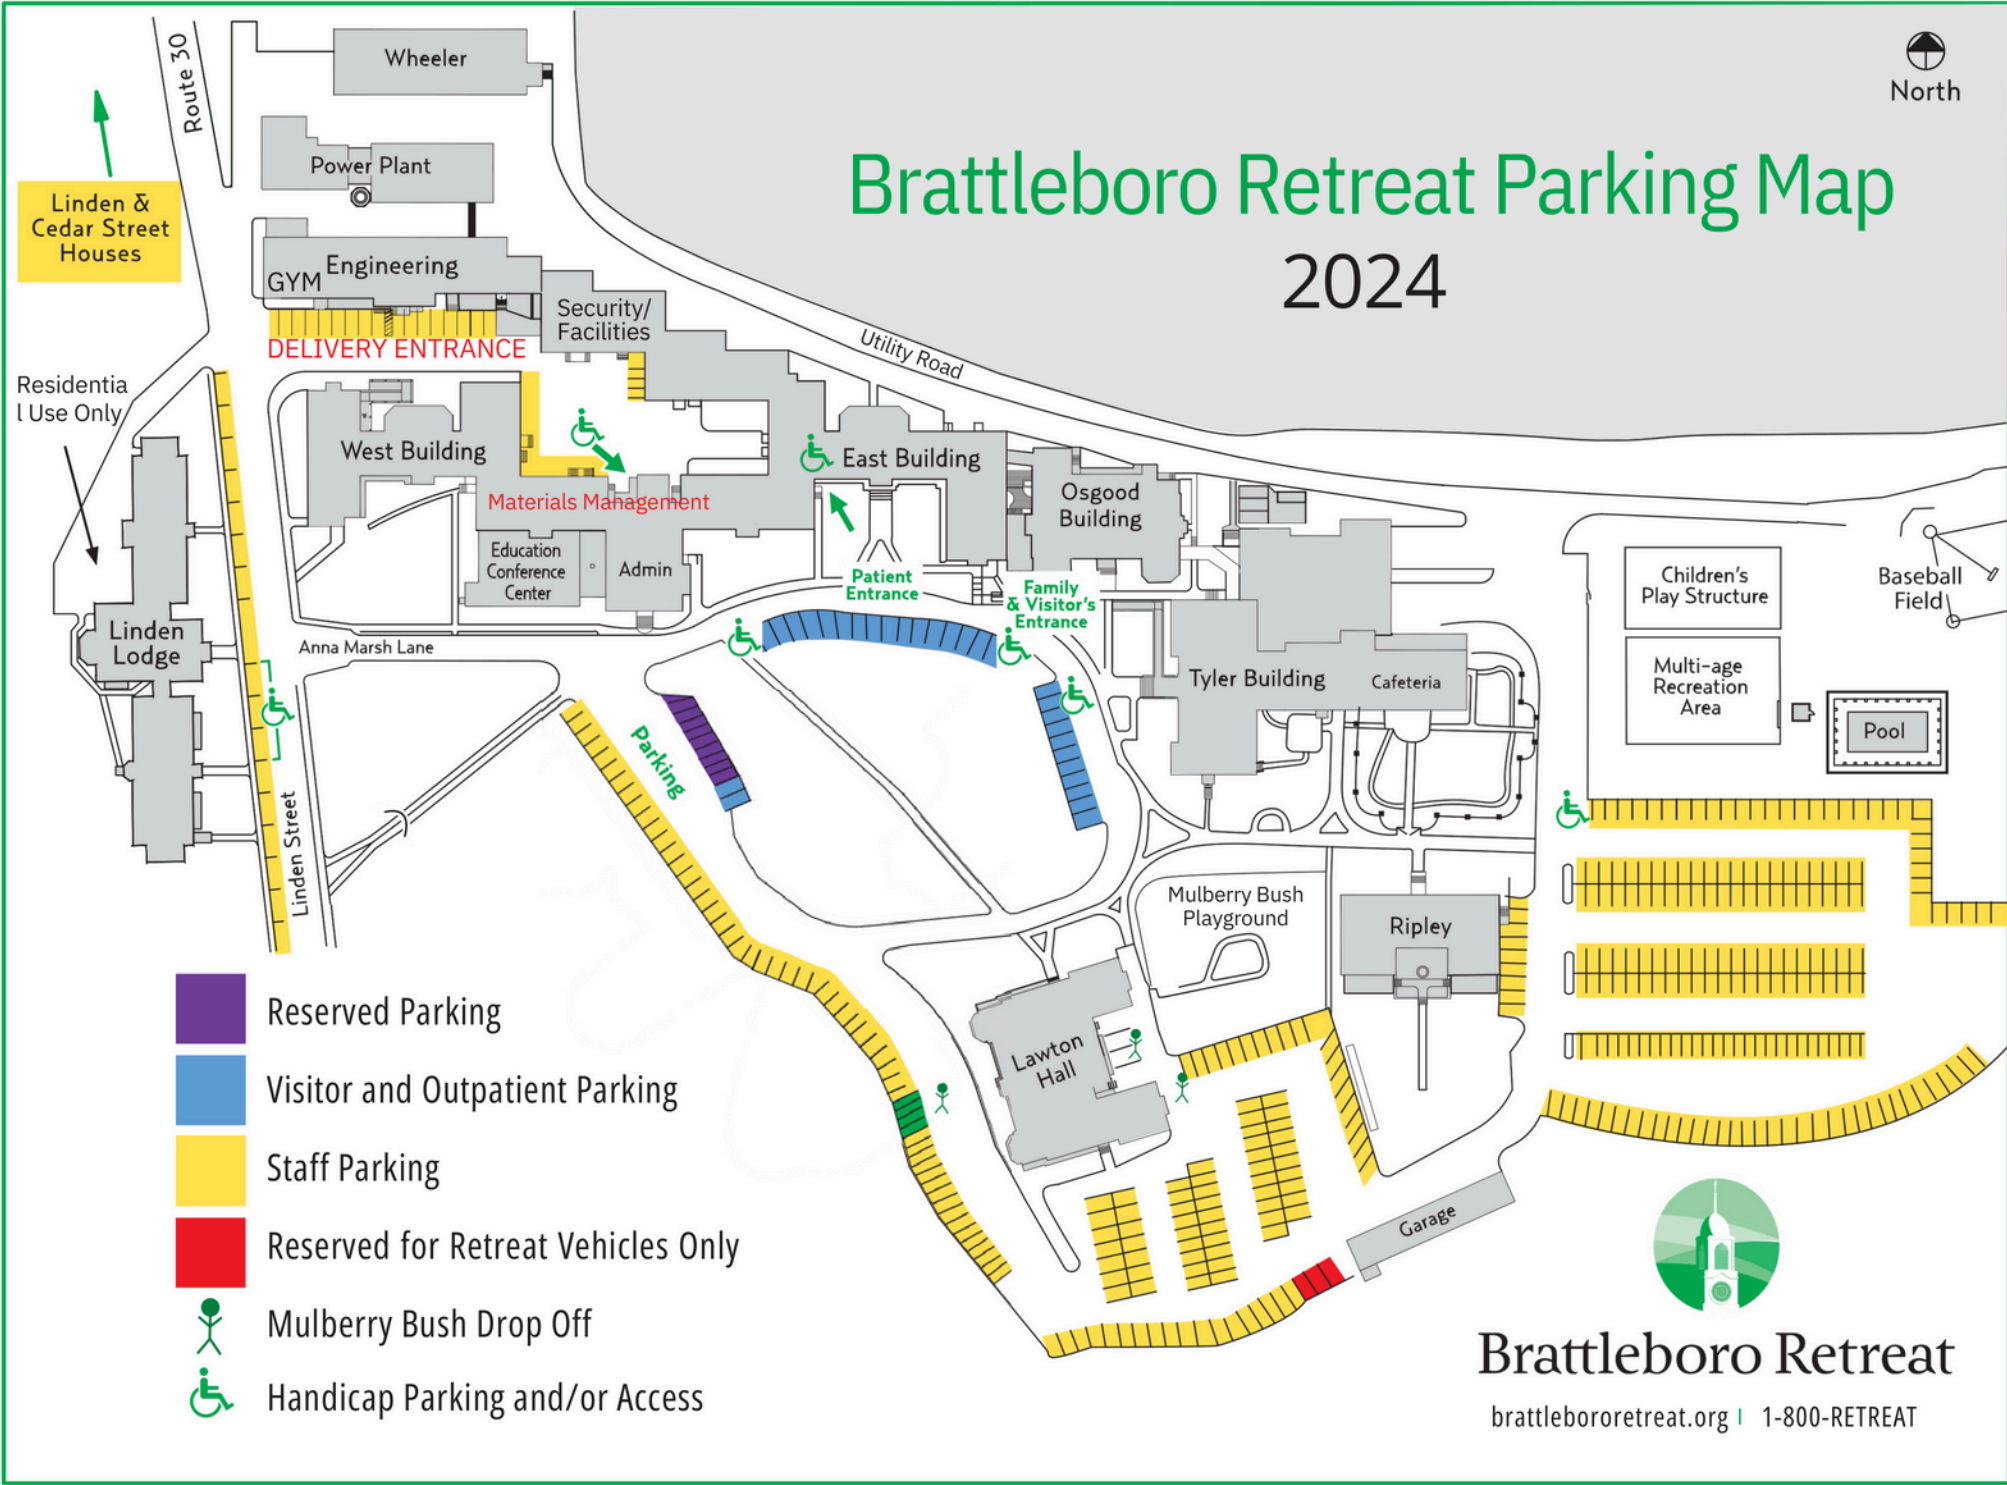 Route 30
Wheeler
North
Power Plant
Brattleboro Retreat Parking Map
2024
Linden &
Cedar Street
Houses
Engineering
GYM
Security/
Facilities
DELIVERY ENTRANCE
Utility Road
Residentia
l Use Only
West Building
East Building
Materials Management
Osgood
Building
Education
Conference
Center
Admin
Patient
Entrance
Family
& Visitor's
Entrance
Children's
Play Structure
Baseball
Field
Linden
Lodge
Anna Marsh Lane
Tyler Building
Cafeteria
Multi-age
Recreation
Area
Pool
Parking
Linden Street
Mulberry Bush
Playground
Ripley
Lawton
Hall
Garage
Reserved Parking
Visitor and Outpatient Parking
Staff Parking
Reserved for Retreat Vehicles Only
Mulberry Bush Drop Off
Handicap Parking and/or Access
Brattleboro Retreat
brattlebororetreat.org | 1-800-RETREAT